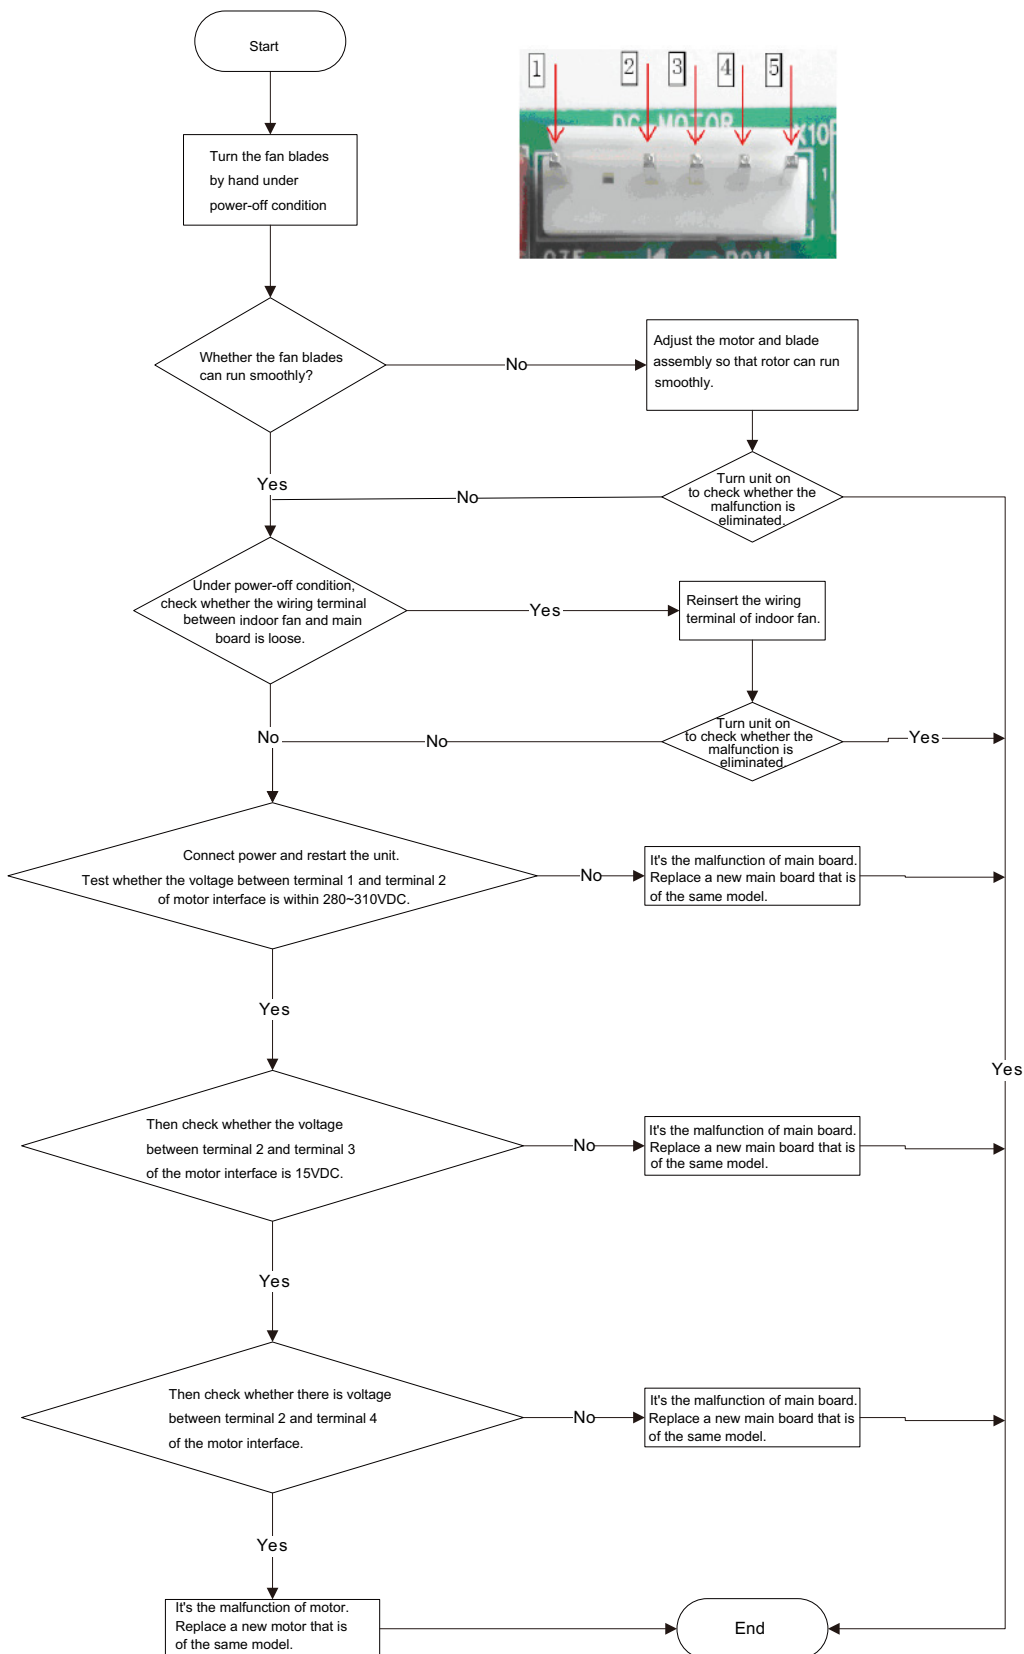 Start
1
2
3
4
5
DC MOTOR
Turn the fan blades
by hand under
power-off condition
Whether the fan blades
can run smoothly?
No
Adjust the motor and blade
assembly so that rotor can run
smoothly.
Yes
No
Turn unit on
to check whether the
malfunction is
eliminated.
Under power-off condition,
check whether the wiring terminal
between indoor fan and main
board is loose.
Yes
Reinsert the wiring
terminal of indoor fan.
No
No
Turn unit on
to check whether the
malfunction is
eliminated.
Yes
Connect power and restart the unit.
Test whether the voltage between terminal 1 and terminal 2
of motor interface is within 280~310VDC.
No
It's the malfunction of main board.
Replace a new main board that is
of the same model.
Yes
Yes
Then check whether the voltage
between terminal 2 and terminal 3
of the motor interface is 15VDC.
No
It's the malfunction of main board.
Replace a new main board that is
of the same model.
Yes
Then check whether there is voltage
between terminal 2 and terminal 4
of the motor interface.
No
It's the malfunction of main board.
Replace a new main board that is
of the same model.
Yes
It's the malfunction of motor.
Replace a new motor that is
of the same model.
End